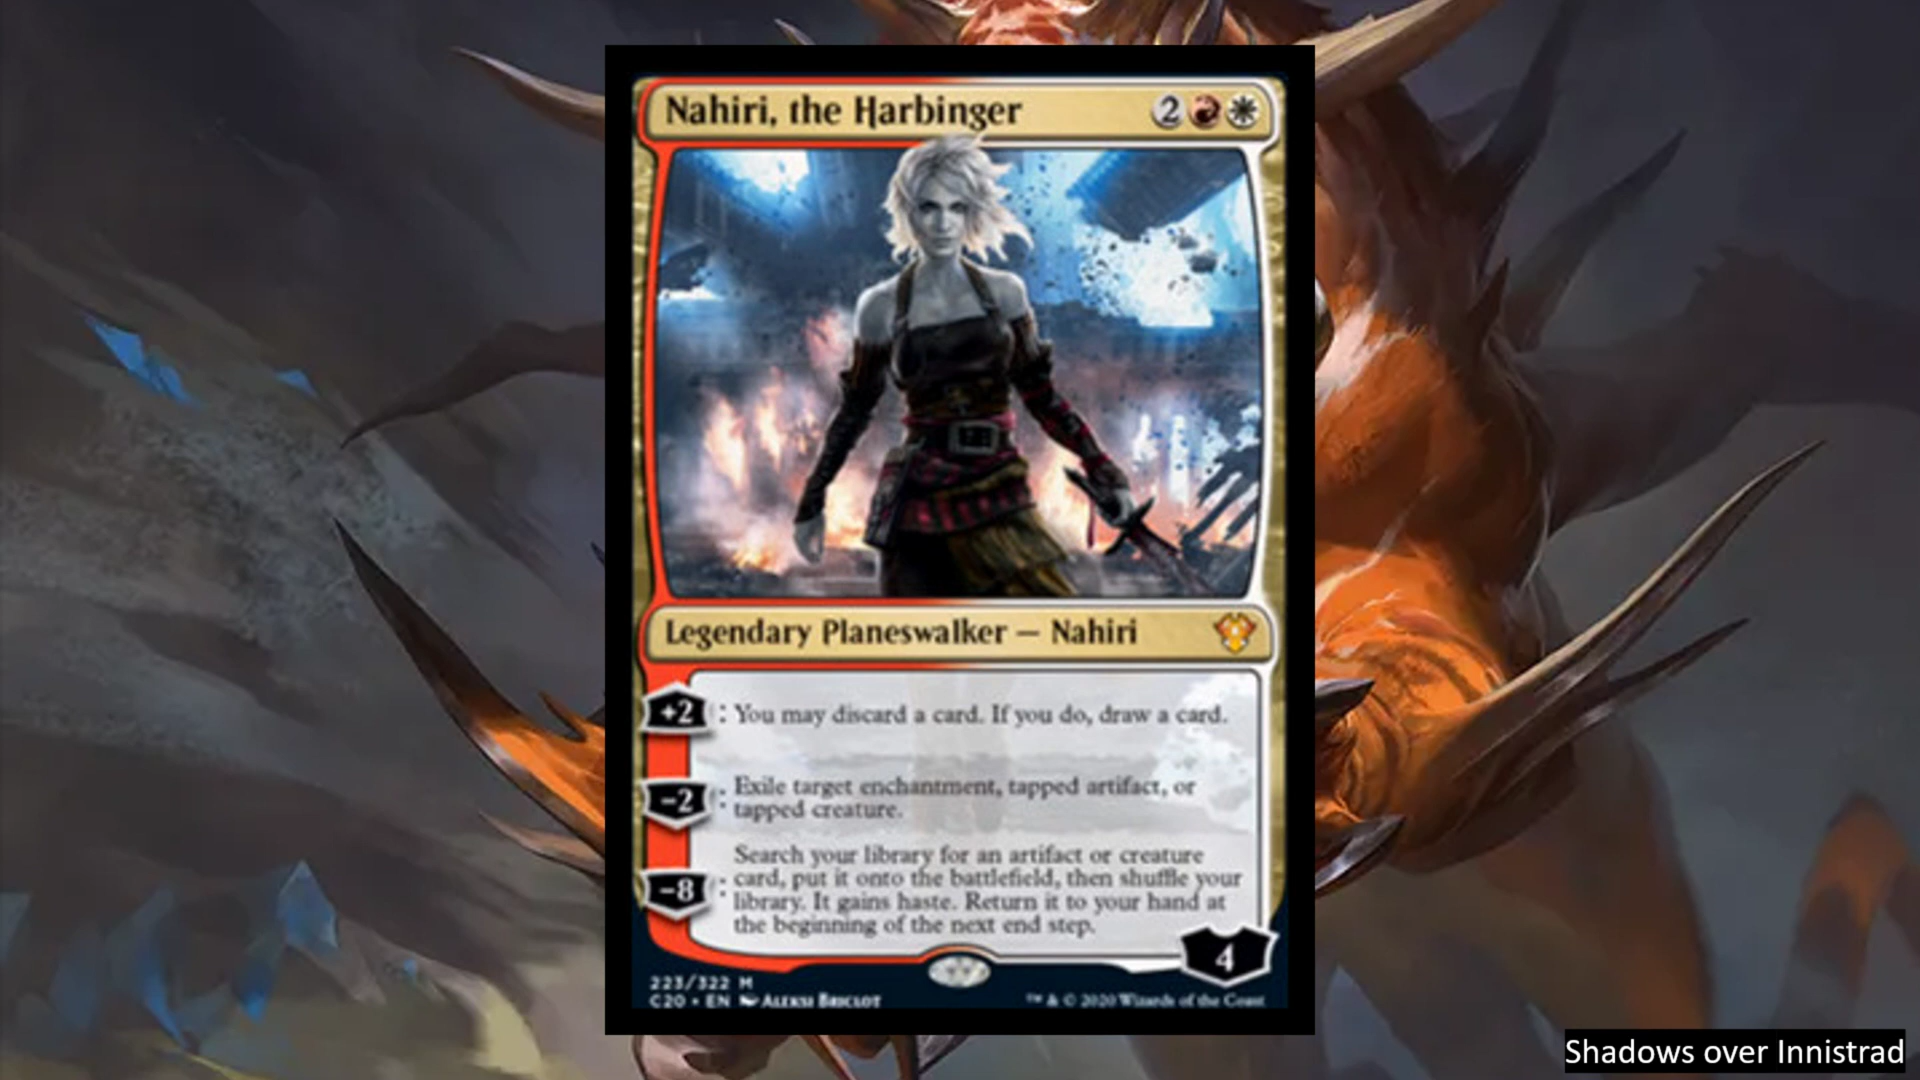 Nahiri, the Harbinger 2
Legendary Planeswalker — Nahiri
+2 : You may discard a card. If you do, draw a card.
-2 : Exile target enchantment, tapped artifact, or
tapped creature.
Search your library for an artifact or creature
-8 : card, put it onto the battlefield, then shuffle your
library. It gains haste. Return it to your hand at
the beginning of the next end step.
4
223/322 M
C20 • EN Aleksi Briclot
™ & © 2020 Wizards of the Coast
Shadows over Innistrad